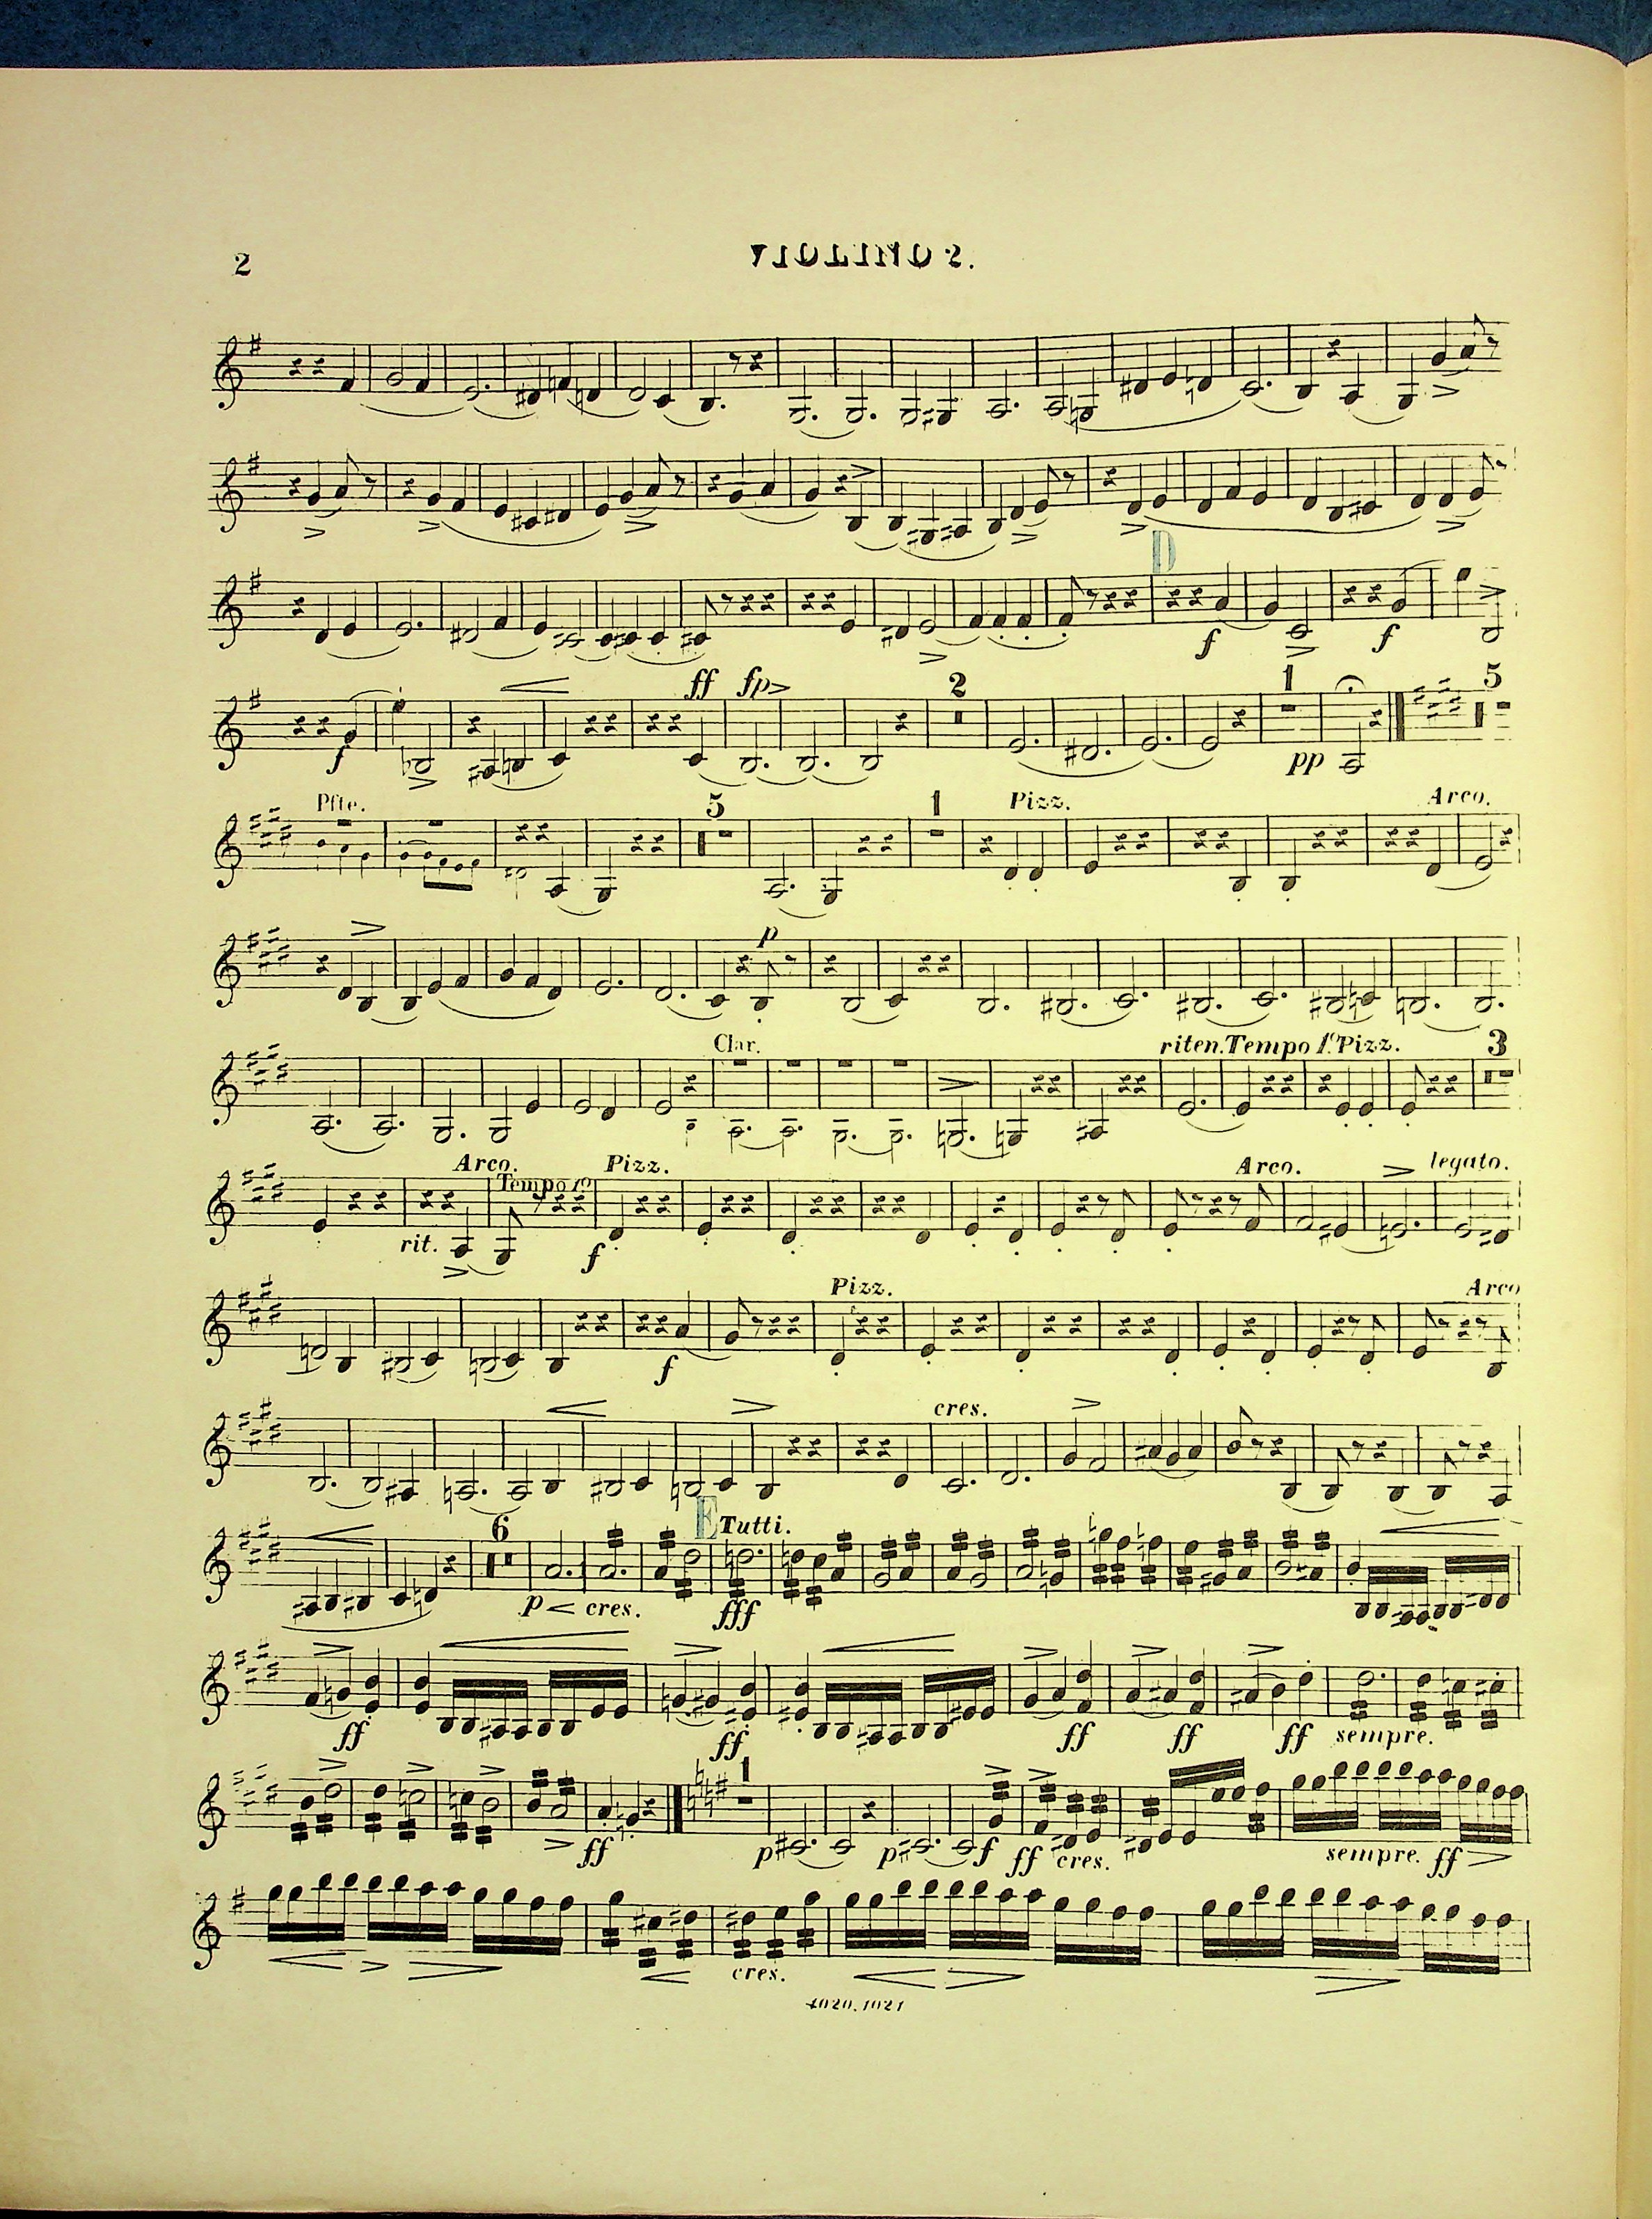 2
VIOLINO 2.
D
f
f
ff fp 2 1 5
f pp
Pfte. 5 1 Pizz. Arco.
p
Clar. riten. Tempo 1º Pizz. 3
Arco. Pizz. Arco. legato.
Tempo 1º
rit. f
Pizz. Arco
f
cres.
6 E Tutti.
p cres. fff
ff ff ff ff ff sempre.
1
ff p p f ff cres. sempre. ff
cres.
4020.4021